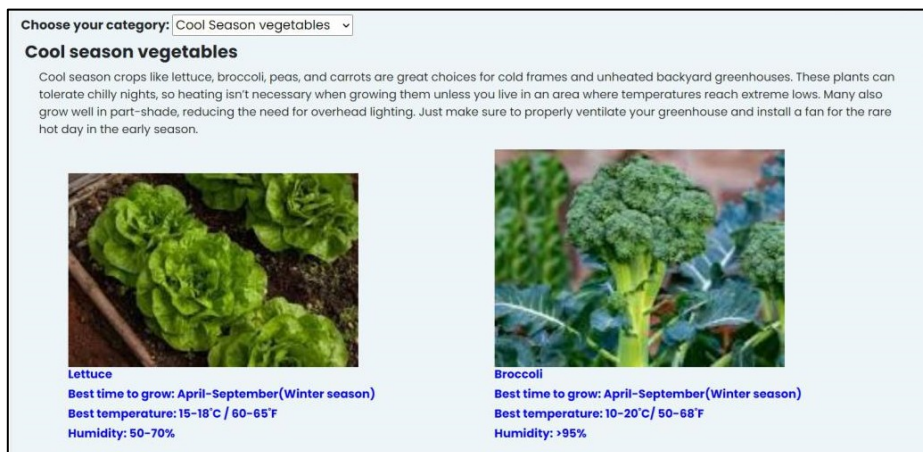 Choose your category: Cool Season vegetables
Cool season vegetables
Cool season crops like lettuce, broccoli, peas, and carrots are great choices for cold frames and unheated backyard greenhouses. These plants can
tolerate chilly nights, so heating isn't necessary when growing them unless you live in an area where temperatures reach extreme lows. Many also
grow well in part-shade, reducing the need for overhead lighting. Just make sure to properly ventilate your greenhouse and install a fan for the rare
hot day in the early season.
Lettuce
Best time to grow: April-September(Winter season)
Best temperature: 15-18°C / 60-65°F
Humidity: 50-70%
Broccoli
Best time to grow: April-September(Winter season)
Best temperature: 10-20°C/ 50-68°F
Humidity: >95%